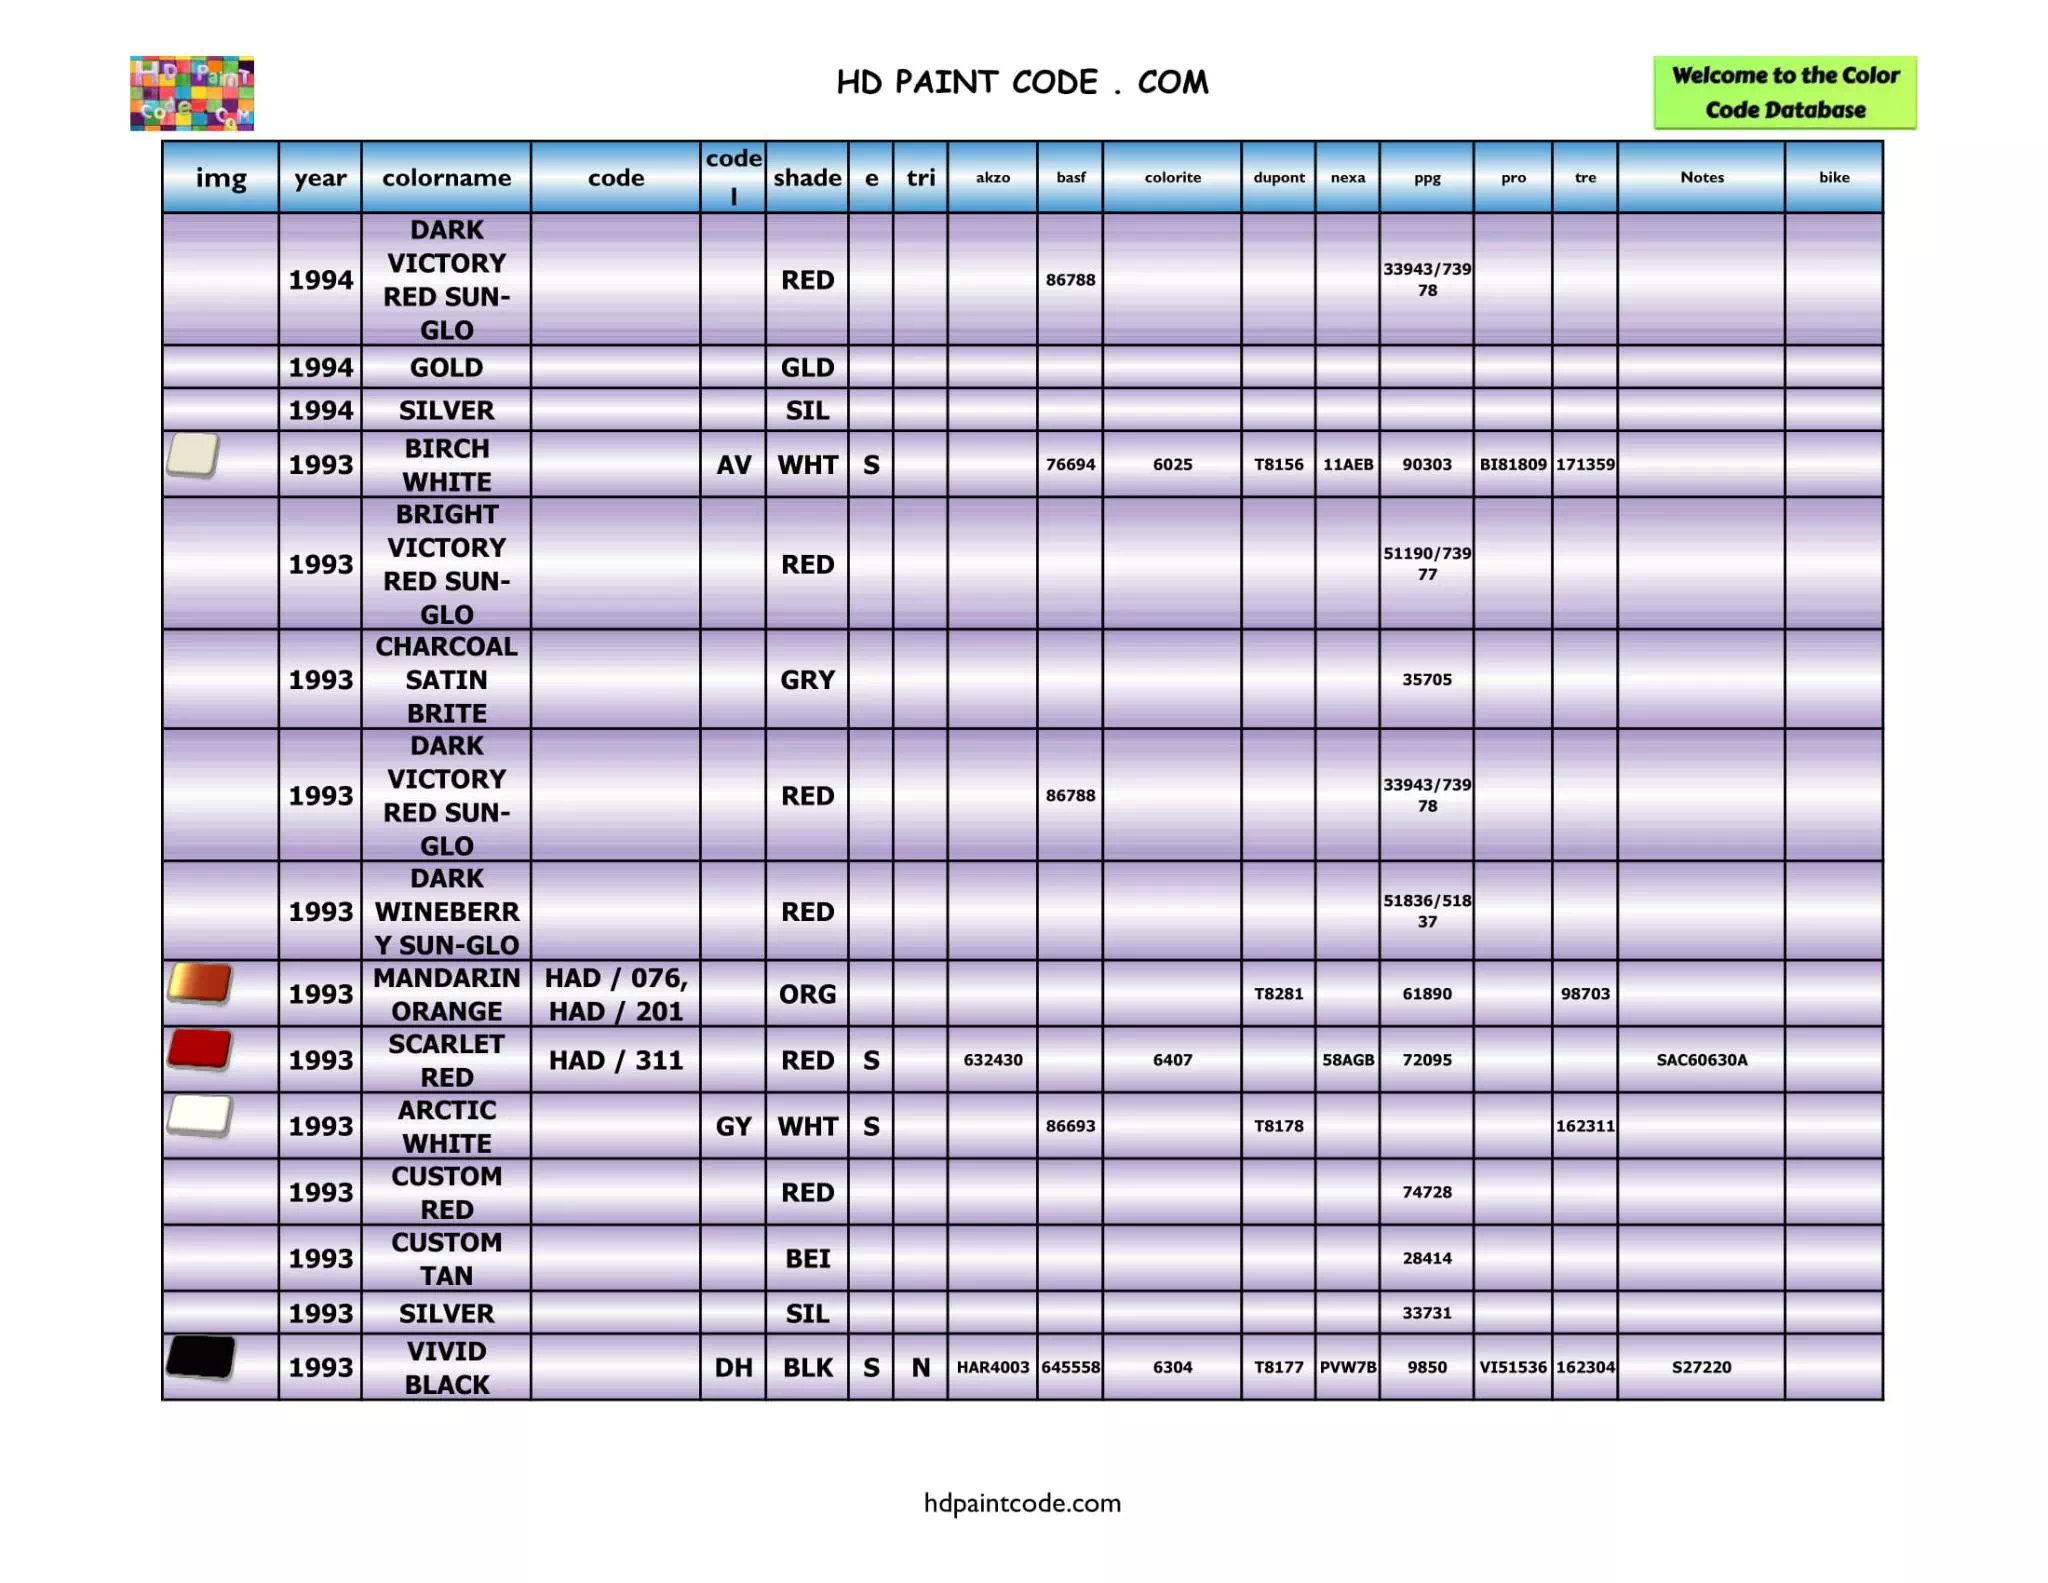 HD Paint
Code
COM
HD PAINT CODE . COM
Welcome to the Color
Code Database
img year colorname code code l shade e tri akzo basf colorite dupont nexa ppg pro tre Notes bike
1994 DARK VICTORY RED SUN-GLO RED 86788 33943/73978
1994 GOLD GLD
1994 SILVER SIL
1993 BIRCH WHITE AV WHT S 76694 6025 T8156 11AEB 90303 BI81809 171359
1993 BRIGHT VICTORY RED SUN-GLO RED 51190/73977
1993 CHARCOAL SATIN BRITE GRY 35705
1993 DARK VICTORY RED SUN-GLO RED 86788 33943/73978
1993 DARK WINEBERRY SUN-GLO RED 51836/51837
1993 MANDARIN ORANGE HAD / 076, HAD / 201 ORG T8281 61890 98703
1993 SCARLET RED HAD / 311 RED S 632430 6407 58AGB 72095 SAC60630A
1993 ARCTIC WHITE GY WHT S 86693 T8178 162311
1993 CUSTOM RED RED 74728
1993 CUSTOM TAN BEI 28414
1993 SILVER SIL 33731
1993 VIVID BLACK DH BLK S N HAR4003 645558 6304 T8177 PVW7B 9850 VI51536 162304 S27220
hdpaintcode.com